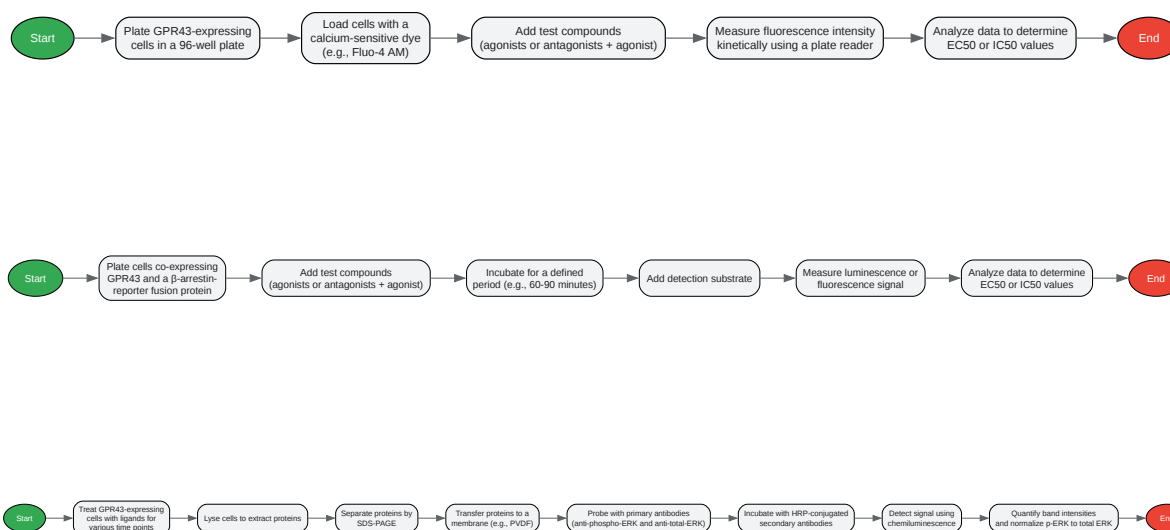 Start
Plate GPR43-expressing
cells in a 96-well plate
Load cells with a
calcium-sensitive dye
(e.g., Fluo-4 AM)
Add test compounds
(agonists or antagonists + agonist)
Measure fluorescence intensity
kinetically using a plate reader
Analyze data to determine
EC50 or IC50 values
End
Start
Plate cells co-expressing
GPR43 and a β-arrestin-
reporter fusion protein
Add test compounds
(agonists or antagonists + agonist)
Incubate for a defined
period (e.g., 60-90 minutes)
Add detection substrate
Measure luminescence or
fluorescence signal
Analyze data to determine
EC50 or IC50 values
End
Start
Treat GPR43-expressing
cells with ligands for
various time points
Lyse cells to extract proteins
Separate proteins by
SDS-PAGE
Transfer proteins to a
membrane (e.g., PVDF)
Probe with primary antibodies
(anti-phospho-ERK and anti-total-ERK)
Incubate with HRP-conjugated
secondary antibodies
Detect signal using
chemiluminescence
Quantify band intensities
and normalize p-ERK to total ERK
End